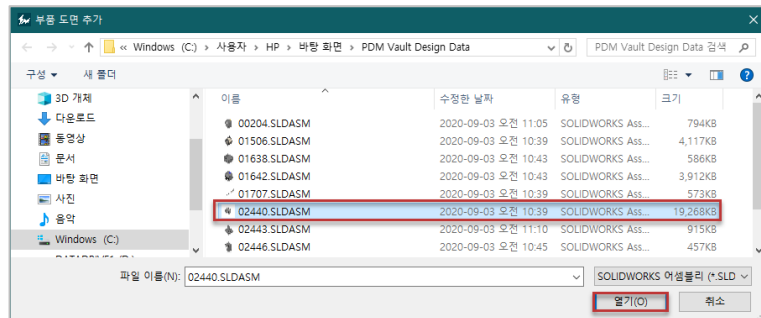 부품 도면 추가
« Windows (C:) › 사용자 › HP › 바탕 화면 › PDM Vault Design Data
PDM Vault Design Data 검색
구성 새 폴더
이름 수정한 날짜 유형 크기
3D 개체
다운로드
동영상
문서
바탕 화면
사진
음악
Windows (C:)
00204.SLDASM 2020-09-03 오전 11:05 SOLIDWORKS Ass... 794KB
01506.SLDASM 2020-09-03 오전 10:39 SOLIDWORKS Ass... 4,117KB
01638.SLDASM 2020-09-03 오전 10:43 SOLIDWORKS Ass... 586KB
01642.SLDASM 2020-09-03 오전 10:43 SOLIDWORKS Ass... 3,912KB
01707.SLDASM 2020-09-03 오전 10:39 SOLIDWORKS Ass... 573KB
02440.SLDASM 2020-09-03 오전 10:39 SOLIDWORKS Ass... 19,268KB
02443.SLDASM 2020-09-03 오전 11:10 SOLIDWORKS Ass... 915KB
02446.SLDASM 2020-09-03 오전 10:45 SOLIDWORKS Ass... 457KB
파일 이름(N): 02440.SLDASM
SOLIDWORKS 어셈블리 (*.SLD
열기(O) 취소